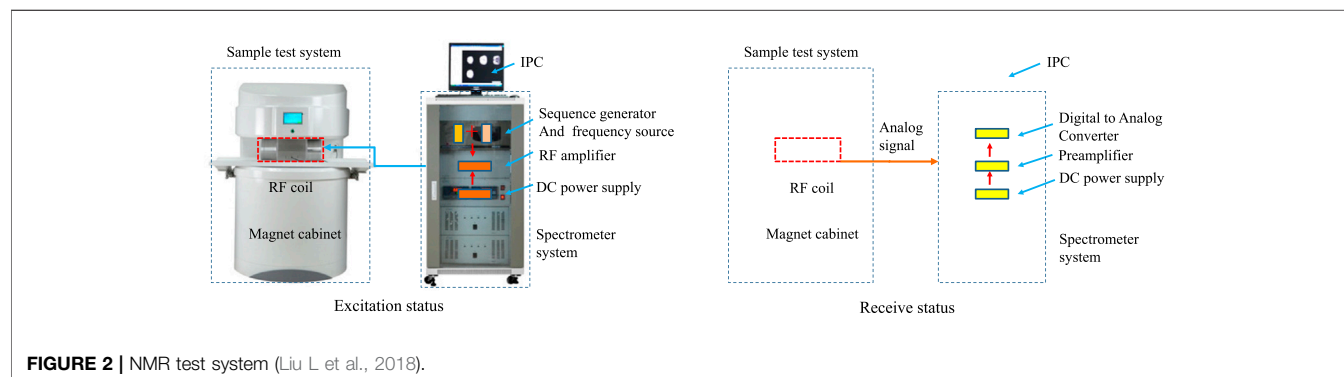 Sample test system
IPC
Sequence generator
And frequency source
RF amplifier
DC power supply
RF coil
Magnet cabinet
Spectrometer
system
Excitation status
Sample test system
IPC
Analog
signal
Digital to Analog
Converter
Preamplifier
DC power supply
RF coil
Magnet cabinet
Spectrometer
system
Receive status
FIGURE 2 | NMR test system (Liu L et al., 2018).